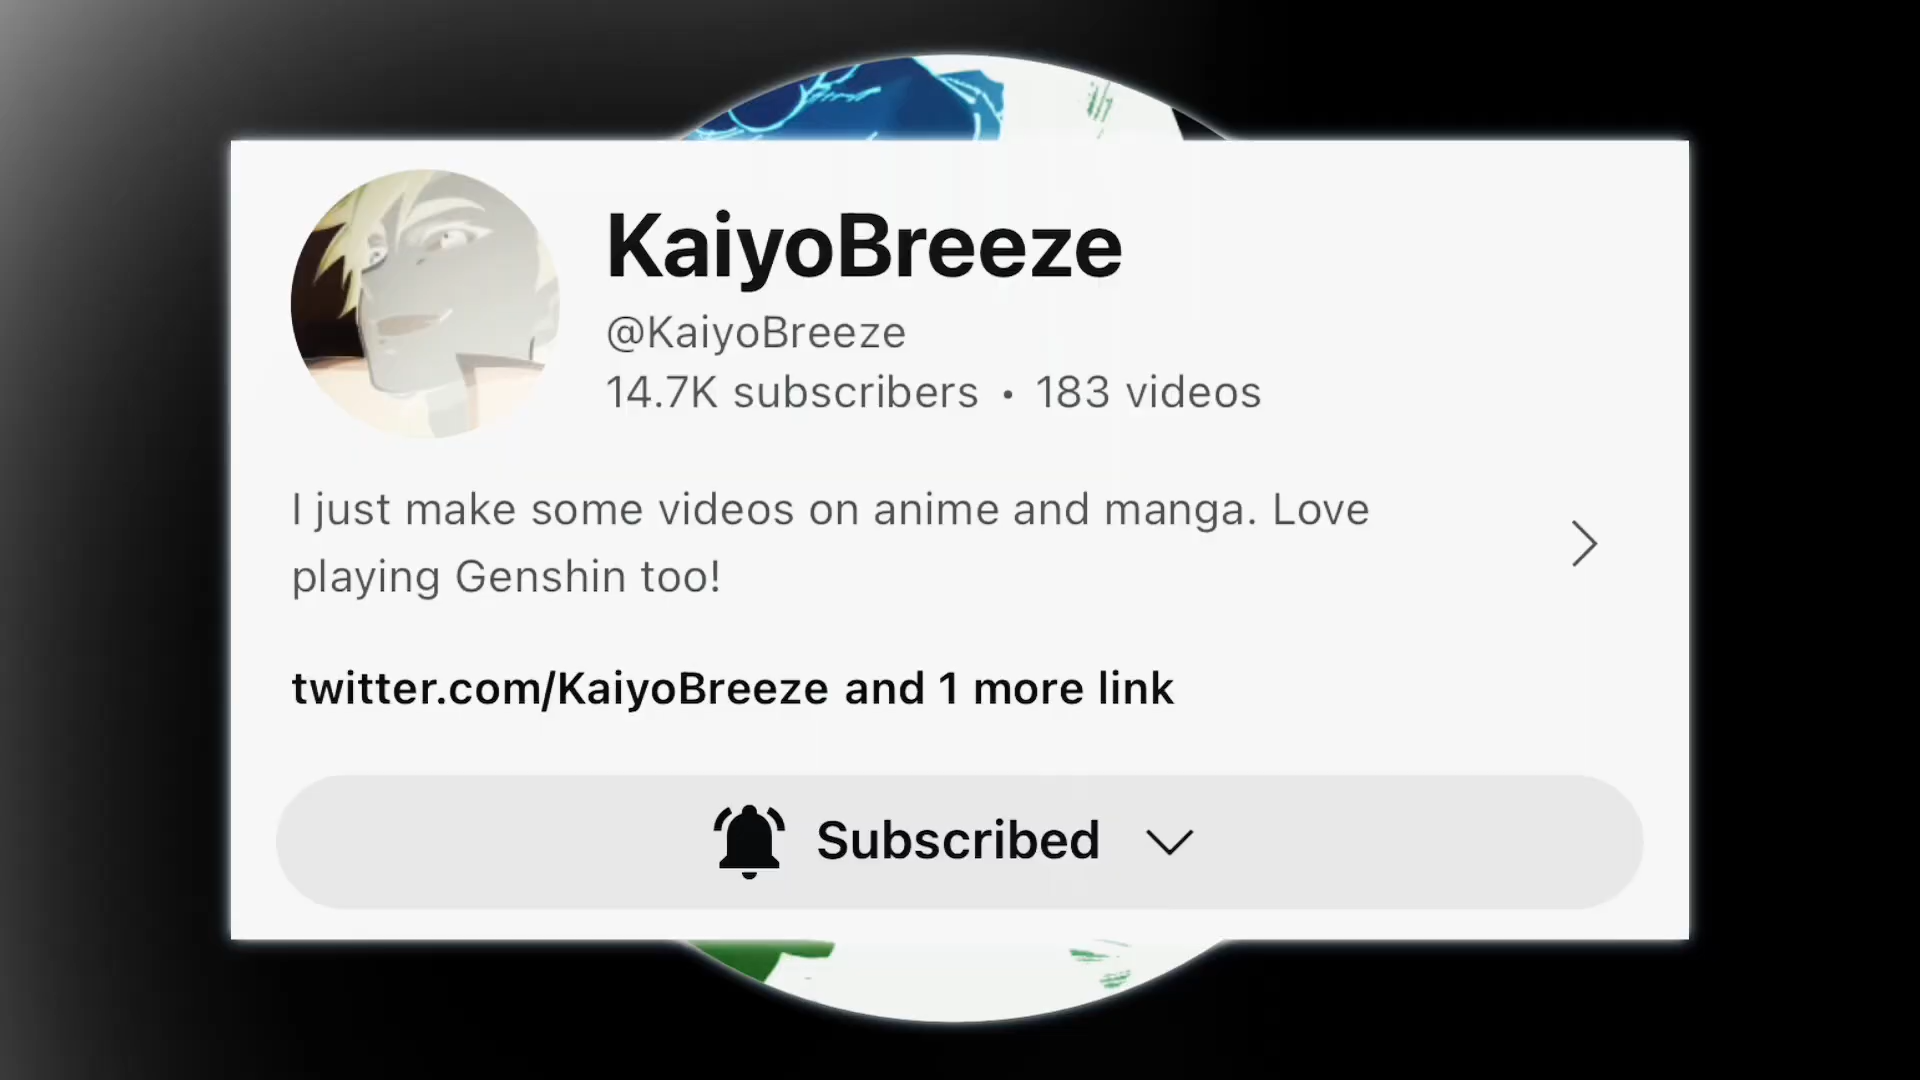 KaiyoBreeze
@KaiyoBreeze
14.7K subscribers • 183 videos
I just make some videos on anime and manga. Love
playing Genshin too!
twitter.com/KaiyoBreeze and 1 more link
Subscribed